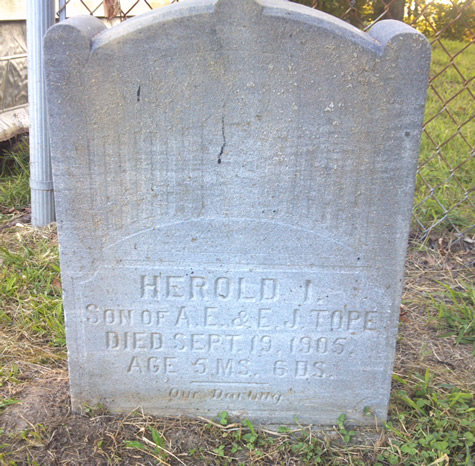 HEROLD I.
SON OF A. E. & E. J. TOPE
DIED SEPT. 19, 1905.
AGE 5 MS. 6 DS.
Our Darling